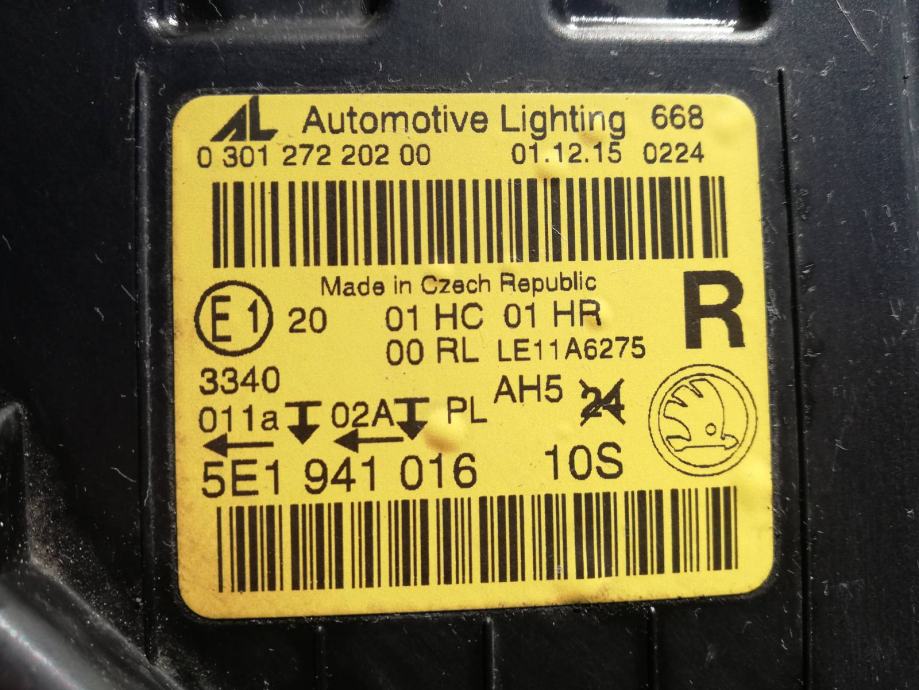 AL Automotive Lighting 668
0 301 272 202 00 01.12.15 0224
Made in Czech Republic
E1 20 01 HC 01 HR R
00 RL LE11A6275
3340 AH5 24
011a 02A PL
5E1 941 016 10S